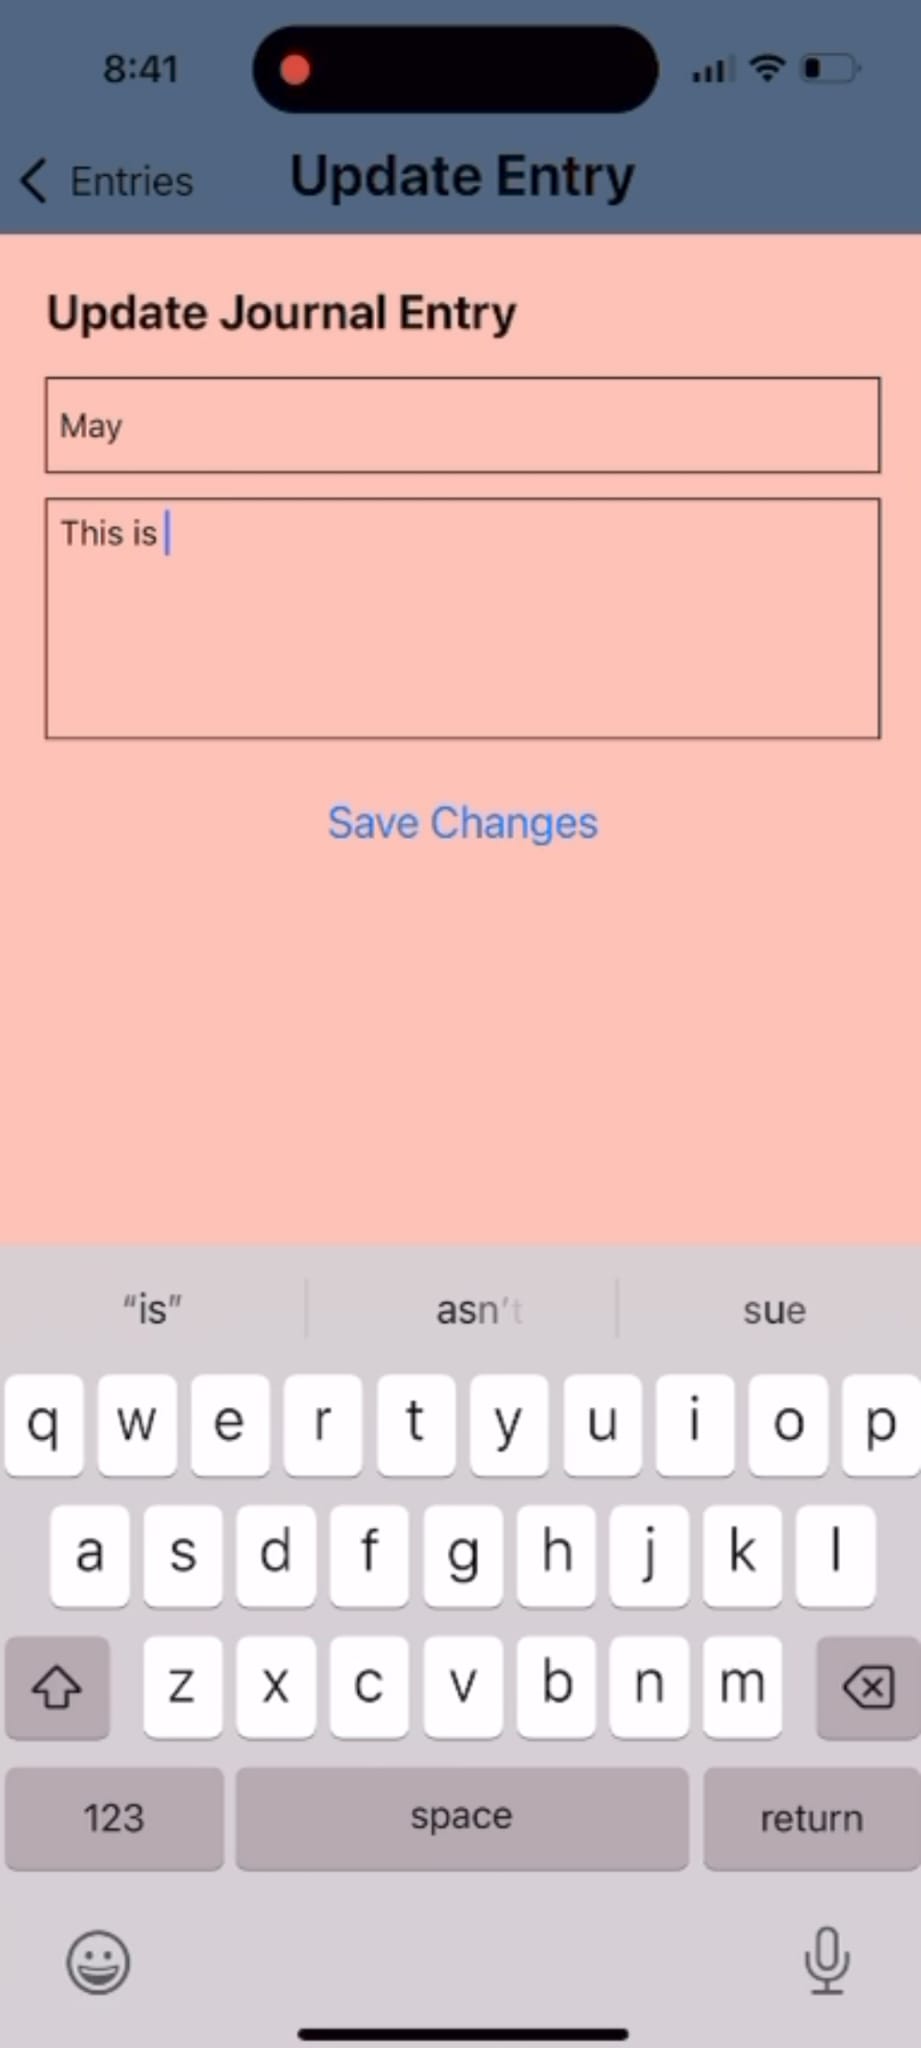 8:41
Entries
Update Entry
Update Journal Entry
May
This is
Save Changes
“is” asn’t sue
q w e r t y u i o p
a s d f g h j k l
z x c v b n m
123 space return